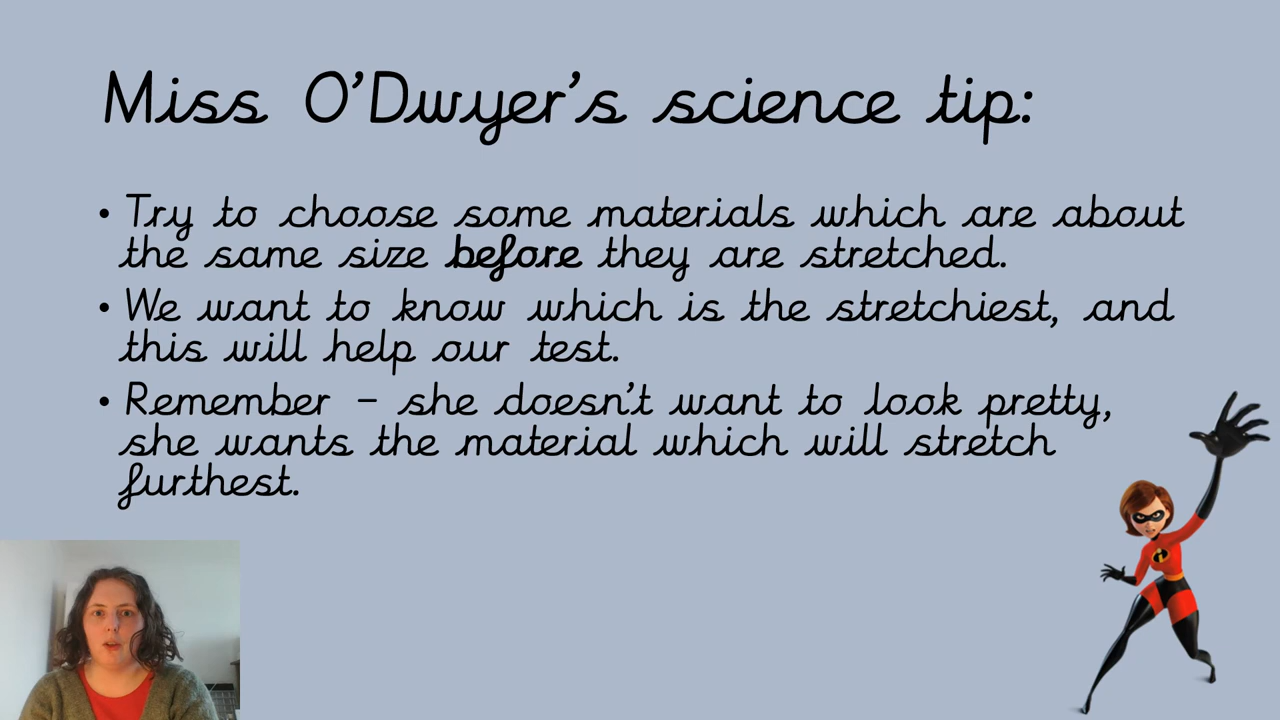 Miss O'Dwyer's science tip:
• Try to choose some materials which are about
the same size before they are stretched.
• We want to know which is the stretchiest, and
this will help our test.
• Remember – she doesn't want to look pretty,
she wants the material which will stretch
furthest.